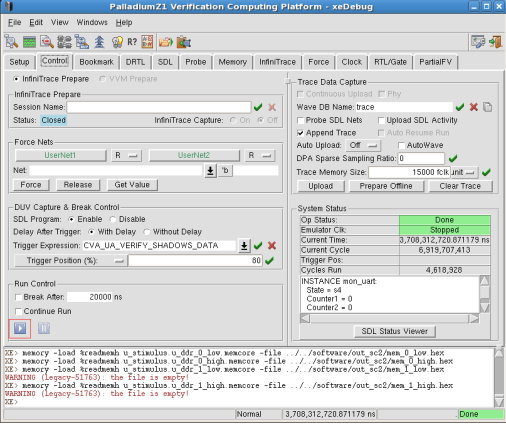 PalladiumZ1 Verification Computing Platform - xeDebug
File Edit View Windows Help
R?
Setup Control Bookmark DRTL SDL Probe Memory InfiniTrace Force Clock RTL/Gate PartialFV
InfiniTrace Prepare VVM Prepare
InfiniTrace Prepare
Session Name:
Status: Closed InfiniTrace Capture: On Off
Force Nets
UserNet1 R UserNet2 R
Net: 'b
Force Release Get Value
DUV Capture & Break Control
SDL Program: Enable Disable
Delay After Trigger: With Delay Without Delay
Trigger Expression: CVA_UA_VERIFY_SHADOWS_DATA
Trigger Position (%): 80
Run Control
Break After: 20000 ns
Continue Run
Trace Data Capture
Continuous Upload Phy
Wave DB Name: trace
Probe SDL Nets Upload SDL Activity
Append Trace Auto Resume Run
Auto Upload: Off AutoWave
DPA Sparse Sampling Ratio: 0
Trace Memory Size: 15000 fclk unit
Upload Prepare Offline Clear Trace
System Status
Op Status: Done
Emulator Clk: Stopped
Current Time: 3,708,312,720.871179 ns
Current Cycle 6,919,707,413
Trigger Pos:
Cycles Run 4,618,928
INSTANCE mon_uart:
State = s4
Counter1 = 0
Counter2 = 0
SDL Status Viewer
XE> memory -load %readmemh u_stimulus.u_ddr_0_low.memcore -file ../../software/out_sc2/mem_0_low.hex
XE> memory -load %readmemh u_stimulus.u_ddr_0_high.memcore -file ../../software/out_sc2/mem_0_high.hex
XE> memory -load %readmemh u_stimulus.u_ddr_1_low.memcore -file ../../software/out_sc2/mem_1_low.hex
WARNING (legacy-51763): the file is empty!
XE> memory -load %readmemh u_stimulus.u_ddr_1_high.memcore -file ../../software/out_sc2/mem_1_high.hex
WARNING (legacy-51763): the file is empty!
XE>
Normal 3,708,312,720.871179 ns Done